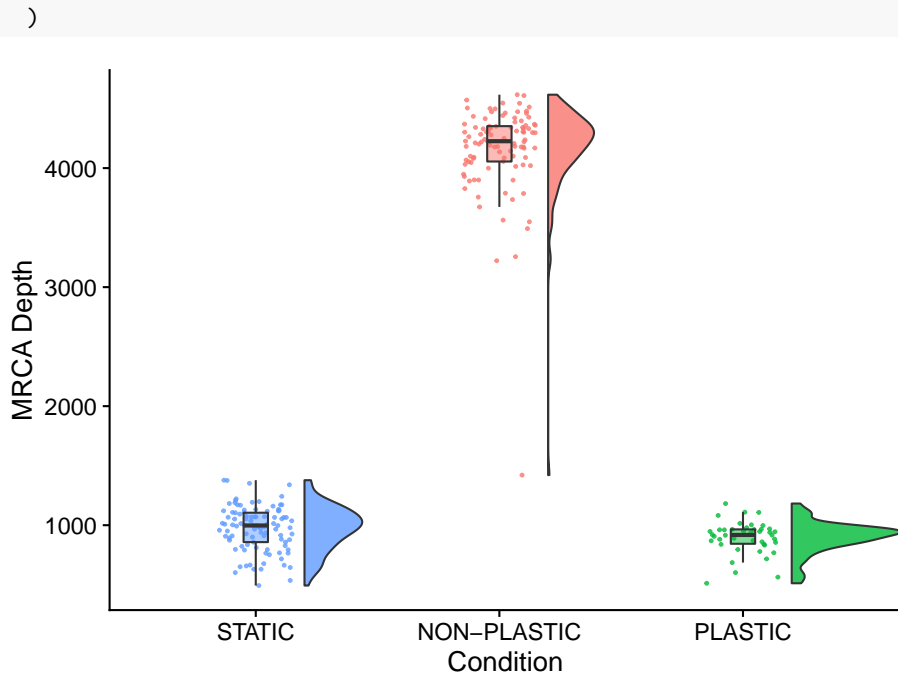 )
4000
3000
2000
1000
MRCA Depth
STATIC
NON−PLASTIC
PLASTIC
Condition